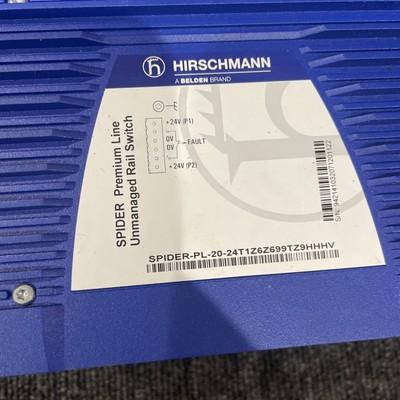 HIRSCHMANN
A BELDEN BRAND
SPIDER Premium Line
Unmanaged Rail Switch
+24V (P1)
0V
FAULT
0V
+24V (P2)
SPIDER-PL-20-24T1Z6Z699TZ9HHHV